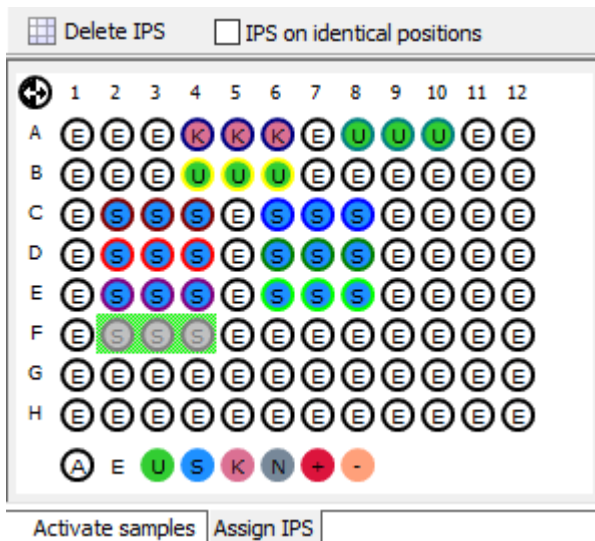 Delete IPS IPS on identical positions
1 2 3 4 5 6 7 8 9 10 11 12
A E E E K K K E U U U E E
B E E E U U U E E E E E E
C E S S S E S S S E E E E
D E S S S E S S S E E E E
E E S S S E S S S E E E E
F E S S S E E E E E E E E
G E E E E E E E E E E E E
H E E E E E E E E E E E E
A E U S K N + -
Activate samples Assign IPS